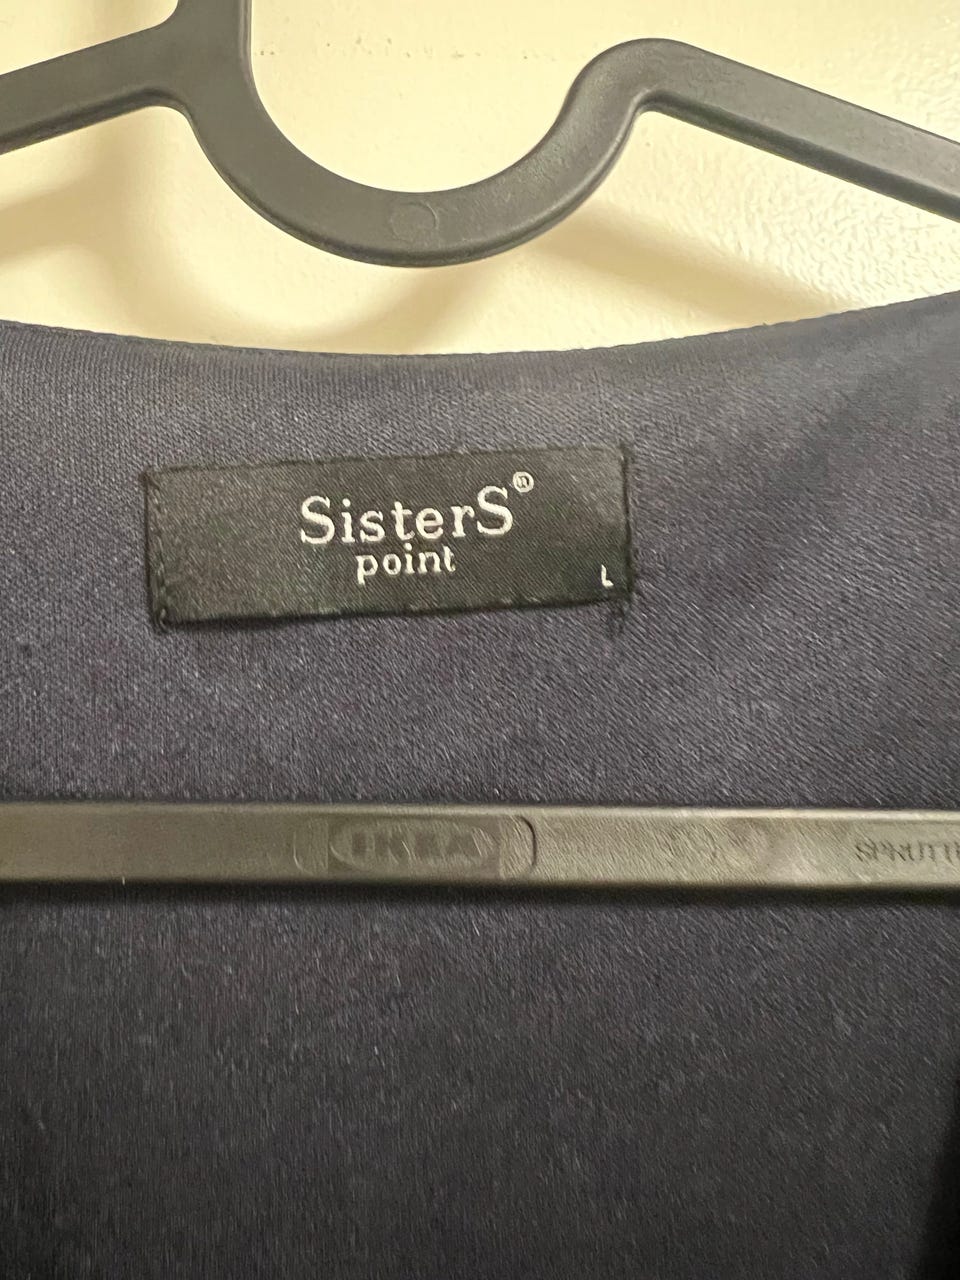 SisterS®
point
L
IKEA
SPRUTT